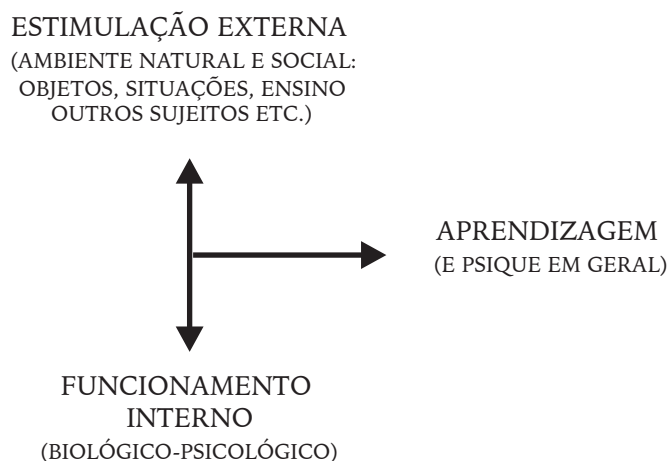 ESTIMULAÇÃO EXTERNA
(AMBIENTE NATURAL E SOCIAL:
OBJETOS, SITUAÇÕES, ENSINO
OUTROS SUJEITOS ETC.)
APRENDIZAGEM
(E PSIQUE EM GERAL)
FUNCIONAMENTO
INTERNO
(BIOLÓGICO-PSICOLÓGICO)